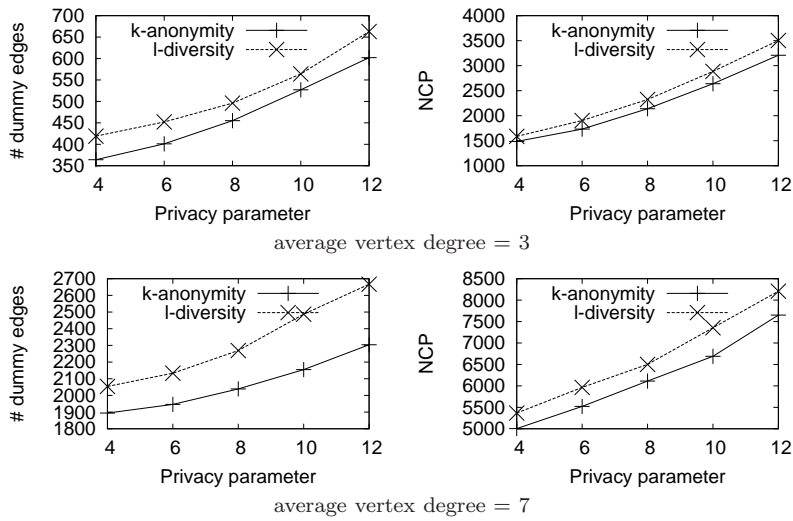 700
650
600
550
500
450
400
350
# dummy edges
k-anonymity
l-diversity
4 6 8 10 12
Privacy parameter
4000
3500
3000
2500
2000
1500
1000
NCP
k-anonymity
l-diversity
4 6 8 10 12
Privacy parameter
average vertex degree = 3
2700
2600
2500
2400
2300
2200
2100
2000
1900
1800
# dummy edges
k-anonymity
l-diversity
4 6 8 10 12
Privacy parameter
8500
8000
7500
7000
6500
6000
5500
5000
NCP
k-anonymity
l-diversity
4 6 8 10 12
Privacy parameter
average vertex degree = 7